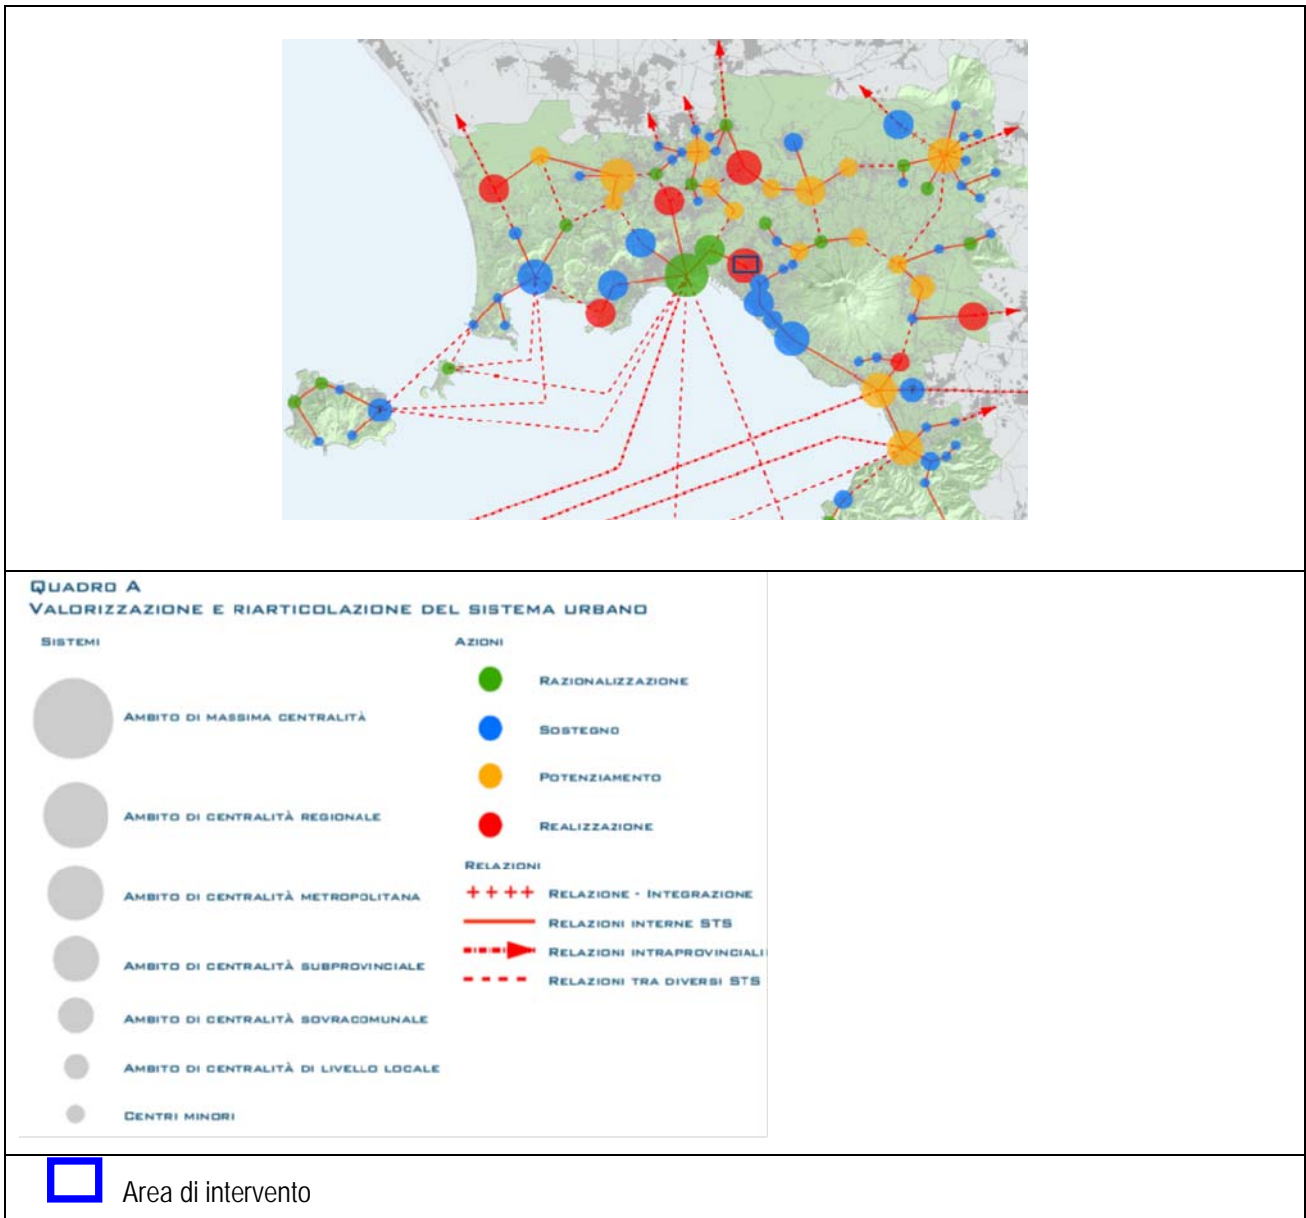 QUADRO A
VALORIZZAZIONE E RIARTICOLAZIONE DEL SISTEMA URBANO
SISTEMI
AMBITO DI MASSIMA CENTRALITÀ
AMBITO DI CENTRALITÀ REGIONALE
AMBITO DI CENTRALITÀ METROPOLITANA
AMBITO DI CENTRALITÀ SUBPROVINCIALE
AMBITO DI CENTRALITÀ SOVRACOMUNALE
AMBITO DI CENTRALITÀ DI LIVELLO LOCALE
CENTRI MINORI
AZIONI
RAZIONALIZZAZIONE
SOSTEGNO
POTENZIAMENTO
REALIZZAZIONE
RELAZIONI
RELAZIONE - INTEGRAZIONE
RELAZIONI INTERNE STS
RELAZIONI INTRAPROVINCIALI
RELAZIONI TRA DIVERSI STS
Area di intervento